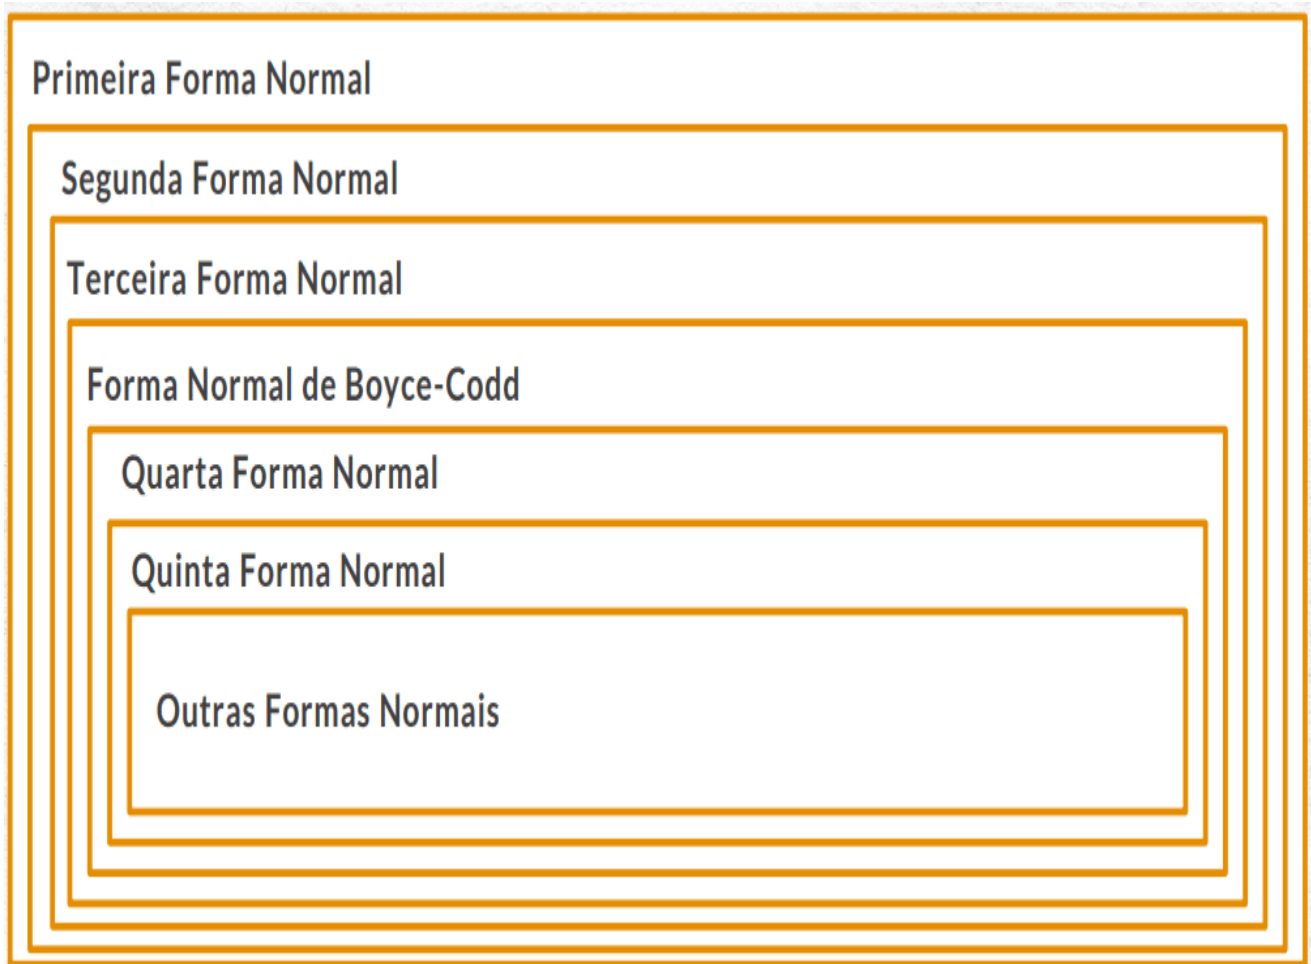 Primeira Forma Normal
Segunda Forma Normal
Terceira Forma Normal
Forma Normal de Boyce-Codd
Quarta Forma Normal
Quinta Forma Normal
Outras Formas Normais